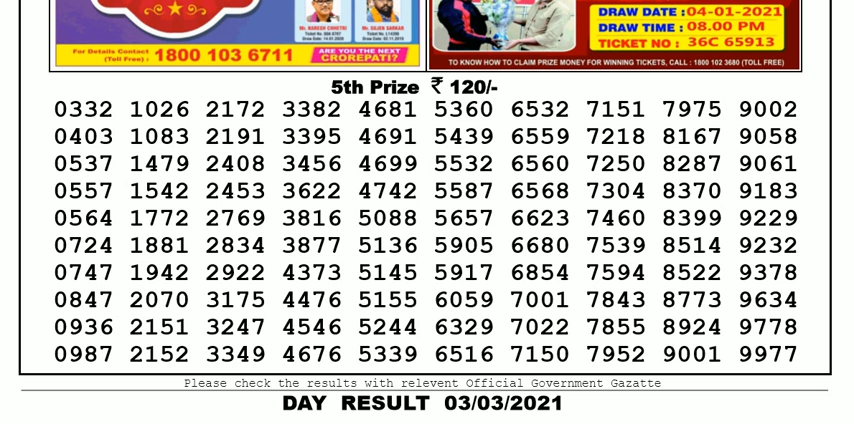 Mr. NARESH CHHETRI
Mr. SUJEN SARKAR
For Details Contact
(Toll Free) : 1800 103 6711
ARE YOU THE NEXT
CROREPATI?
DRAW DATE :04-01-2021
DRAW TIME : 08.00 PM
TICKET NO : 36C 65913
TO KNOW HOW TO CLAIM PRIZE MONEY FOR WINNING TICKETS, CALL : 1800 102 3680 (TOLL FREE)
5th Prize ₹ 120/-
0332 1026 2172 3382 4681 5360 6532 7151 7975 9002
0403 1083 2191 3395 4691 5439 6559 7218 8167 9058
0537 1479 2408 3456 4699 5532 6560 7250 8287 9061
0557 1542 2453 3622 4742 5587 6568 7304 8370 9183
0564 1772 2769 3816 5088 5657 6623 7460 8399 9229
0724 1881 2834 3877 5136 5905 6680 7539 8514 9232
0747 1942 2922 4373 5145 5917 6854 7594 8522 9378
0847 2070 3175 4476 5155 6059 7001 7843 8773 9634
0936 2151 3247 4546 5244 6329 7022 7855 8924 9778
0987 2152 3349 4676 5339 6516 7150 7952 9001 9977
Please check the results with relevent Official Government Gazatte
DAY RESULT 03/03/2021